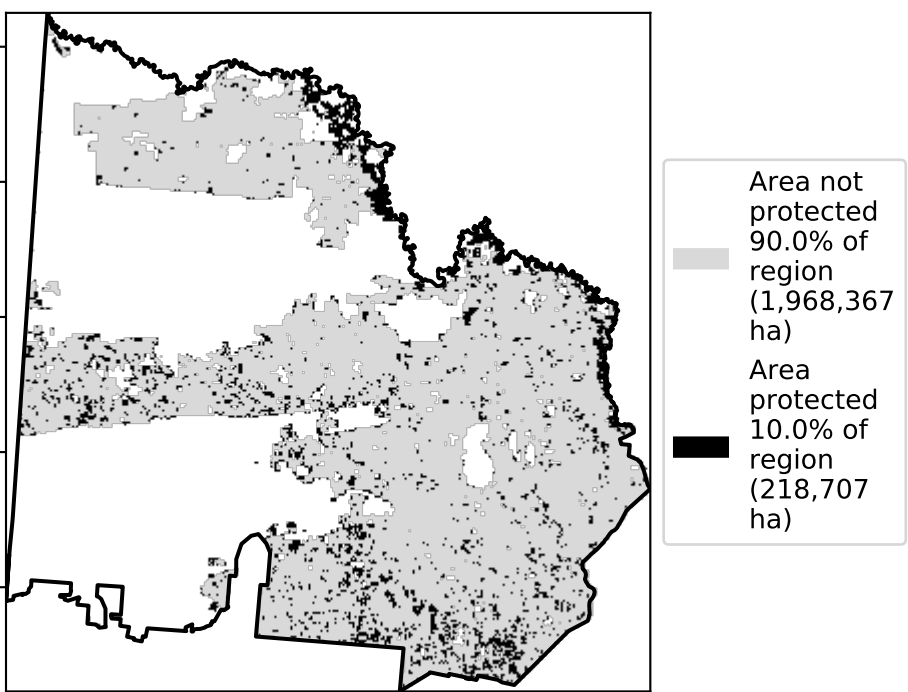 Area not
protected
90.0% of
region
(1,968,367
ha)
Area
protected
10.0% of
region
(218,707
ha)